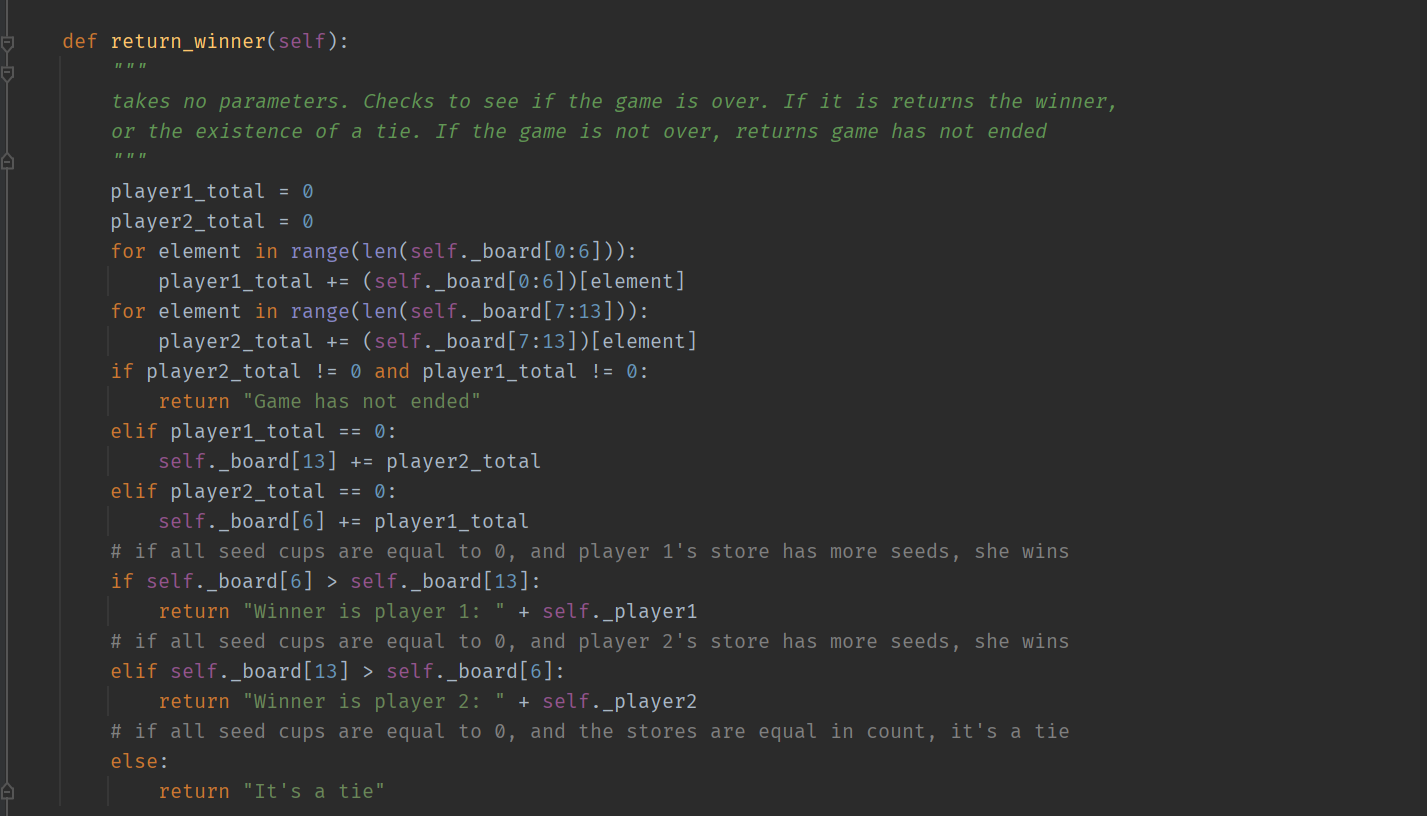 def return_winner(self):
    """
    takes no parameters. Checks to see if the game is over. If it is returns the winner,
    or the existence of a tie. If the game is not over, returns game has not ended
    """
    player1_total = 0
    player2_total = 0
    for element in range(len(self._board[0:6])):
        player1_total += (self._board[0:6])[element]
    for element in range(len(self._board[7:13])):
        player2_total += (self._board[7:13])[element]
    if player2_total != 0 and player1_total != 0:
        return "Game has not ended"
    elif player1_total == 0:
        self._board[13] += player2_total
    elif player2_total == 0:
        self._board[6] += player1_total
    # if all seed cups are equal to 0, and player 1's store has more seeds, she wins
    if self._board[6] > self._board[13]:
        return "Winner is player 1: " + self._player1
    # if all seed cups are equal to 0, and player 2's store has more seeds, she wins
    elif self._board[13] > self._board[6]:
        return "Winner is player 2: " + self._player2
    # if all seed cups are equal to 0, and the stores are equal in count, it's a tie
    else:
        return "It's a tie"